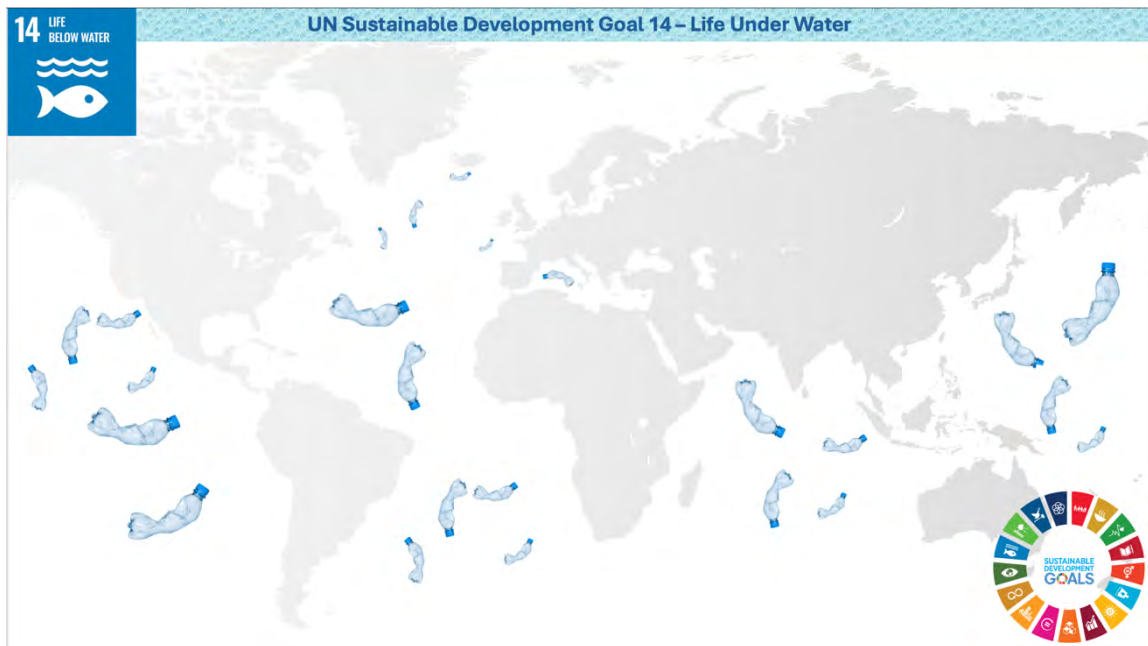 14 LIFE
BELOW WATER
UN Sustainable Development Goal 14 – Life Under Water
SUSTAINABLE
DEVELOPMENT
GOALS